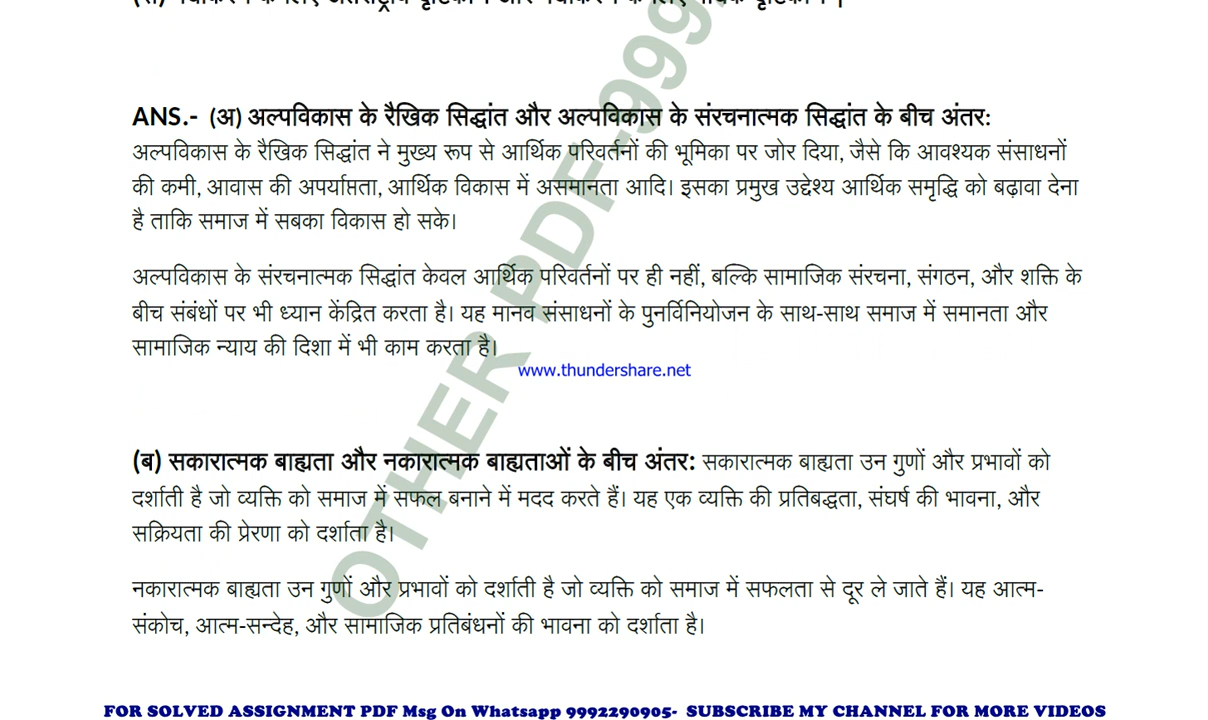 ANS.- (अ) अल्पविकास के रैखिक सिद्धांत और अल्पविकास के संरचनात्मक सिद्धांत के बीच अंतर:
अल्पविकास के रैखिक सिद्धांत ने मुख्य रूप से आर्थिक परिवर्तनों की भूमिका पर जोर दिया, जैसे कि आवश्यक संसाधनों
की कमी, आवास की अपर्याप्तता, आर्थिक विकास में असमानता आदि। इसका प्रमुख उद्देश्य आर्थिक समृद्धि को बढ़ावा देना
है ताकि समाज में सबका विकास हो सके।
अल्पविकास के संरचनात्मक सिद्धांत केवल आर्थिक परिवर्तनों पर ही नहीं, बल्कि सामाजिक संरचना, संगठन, और शक्ति के
बीच संबंधों पर भी ध्यान केंद्रित करता है। यह मानव संसाधनों के पुनर्विनियोजन के साथ-साथ समाज में समानता और
सामाजिक न्याय की दिशा में भी काम करता है।
www.thundershare.net
(ब) सकारात्मक बाह्यता और नकारात्मक बाह्यताओं के बीच अंतर: सकारात्मक बाह्यता उन गुणों और प्रभावों को
दर्शाती है जो व्यक्ति को समाज में सफल बनाने में मदद करते हैं। यह एक व्यक्ति की प्रतिबद्धता, संघर्ष की भावना, और
सक्रियता की प्रेरणा को दर्शाता है।
नकारात्मक बाह्यता उन गुणों और प्रभावों को दर्शाती है जो व्यक्ति को समाज में सफलता से दूर ले जाते हैं। यह आत्म-
संकोच, आत्म-सन्देह, और सामाजिक प्रतिबंधनों की भावना को दर्शाता है।
OTHER PDF-999
FOR SOLVED ASSIGNMENT PDF Msg On Whatsapp 9992290905- SUBSCRIBE MY CHANNEL FOR MORE VIDEOS